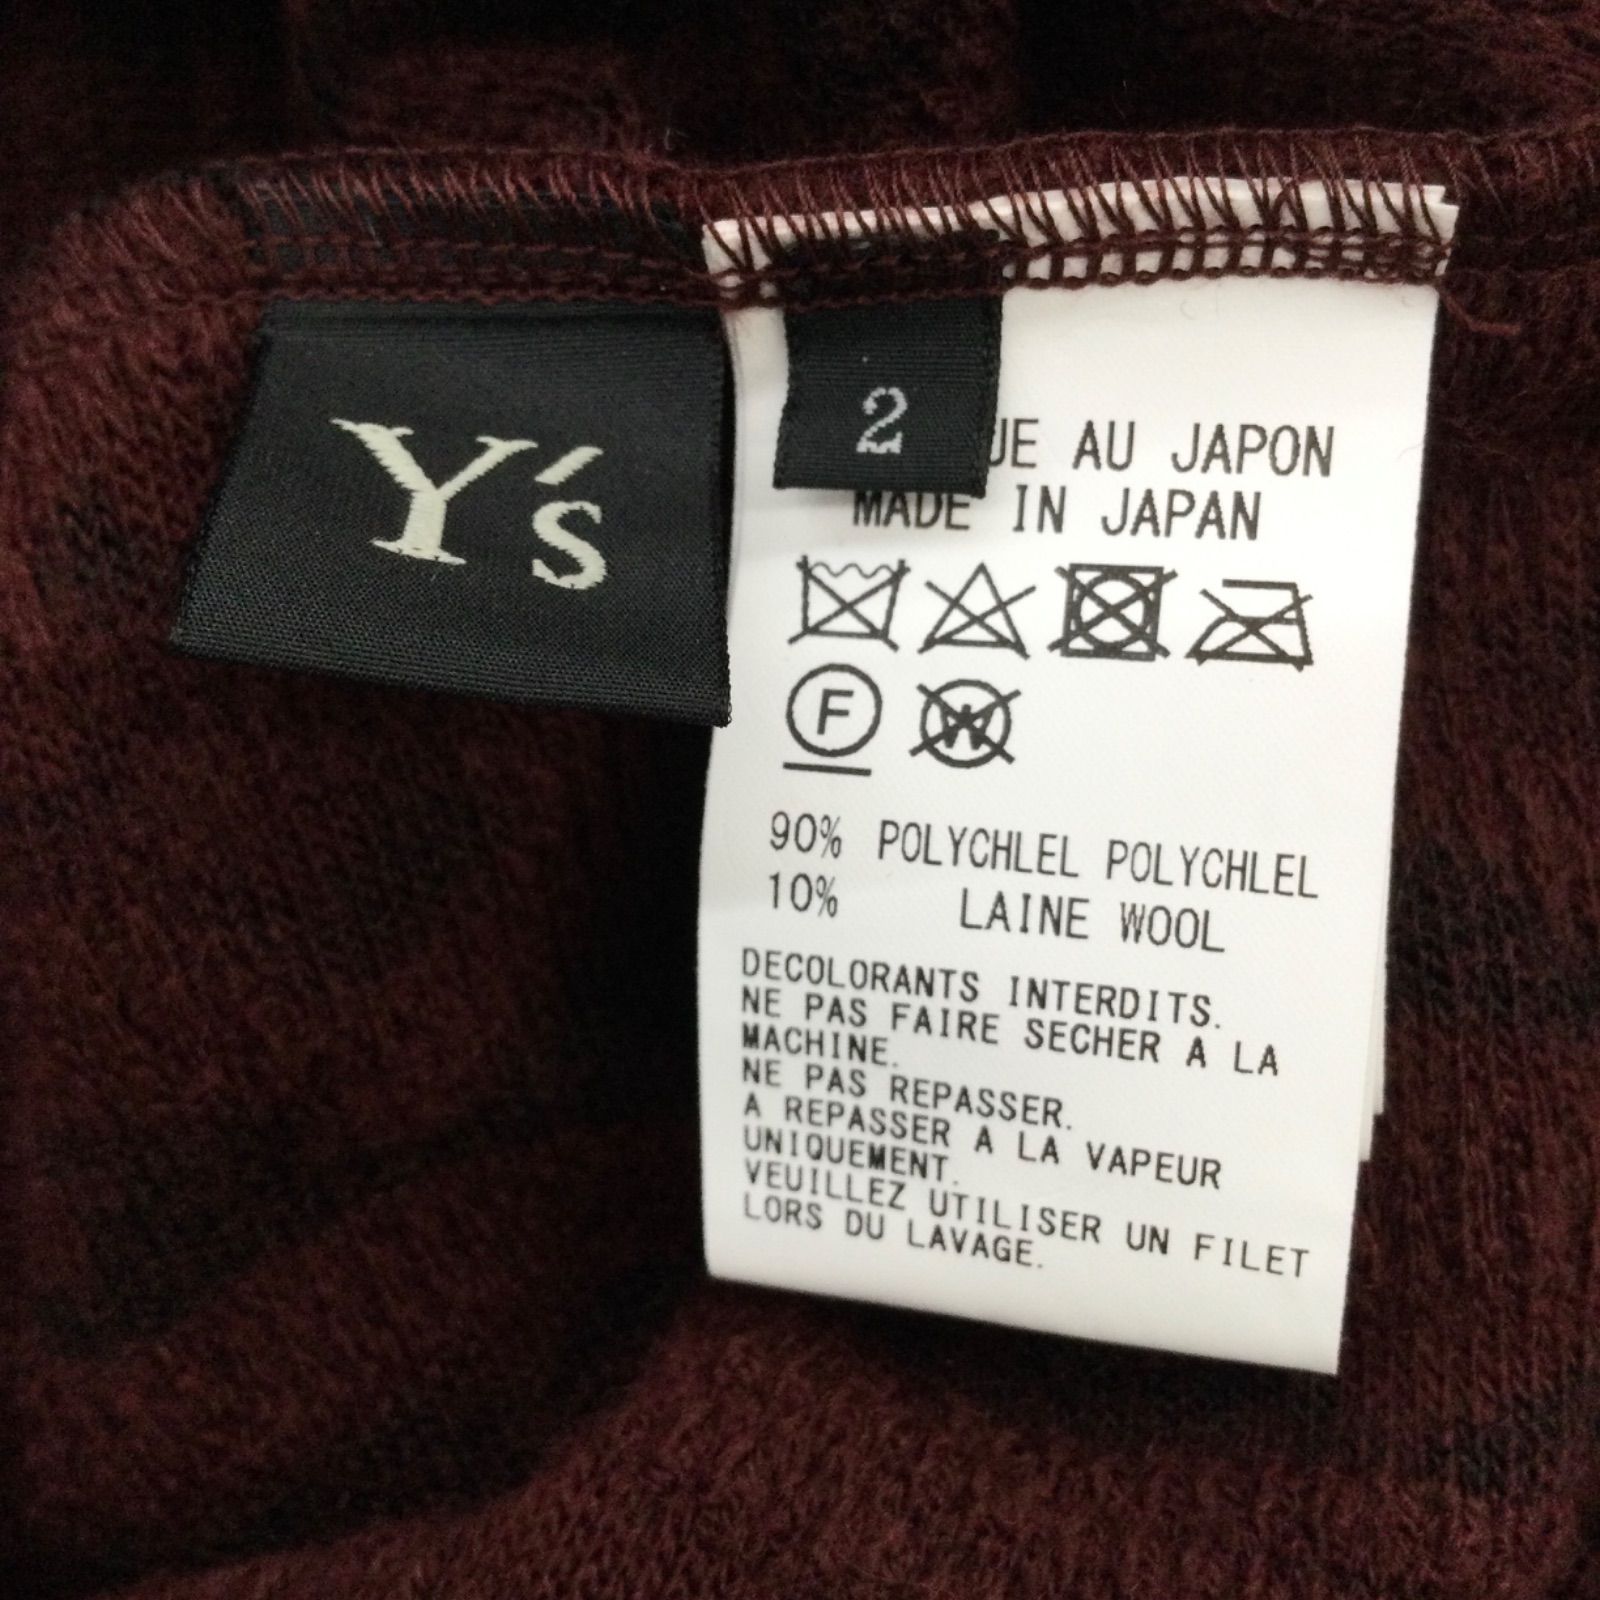 Y's
2
AU JAPON
MADE IN JAPAN
F
W
90% POLYCHLEL POLYCHLEL
10% LAINE WOOL
DECOLORANTS INTERDITS.
NE PAS FAIRE SECHER A LA
MACHINE.
NE PAS REPASSER.
A REPASSER A LA VAPEUR
UNIQUEMENT.
VEUILLEZ UTILISER UN FILET
LORS DU LAVAGE.